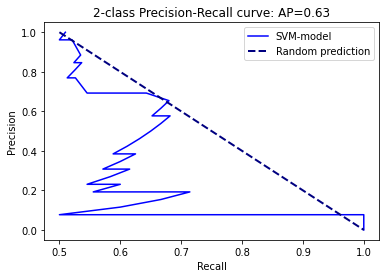 2-class Precision-Recall curve: AP=0.63
SVM-model
Random prediction
Precision
1.0
0.8
0.6
0.4
0.2
0.0
0.5 0.6 0.7 0.8 0.9 1.0
Recall